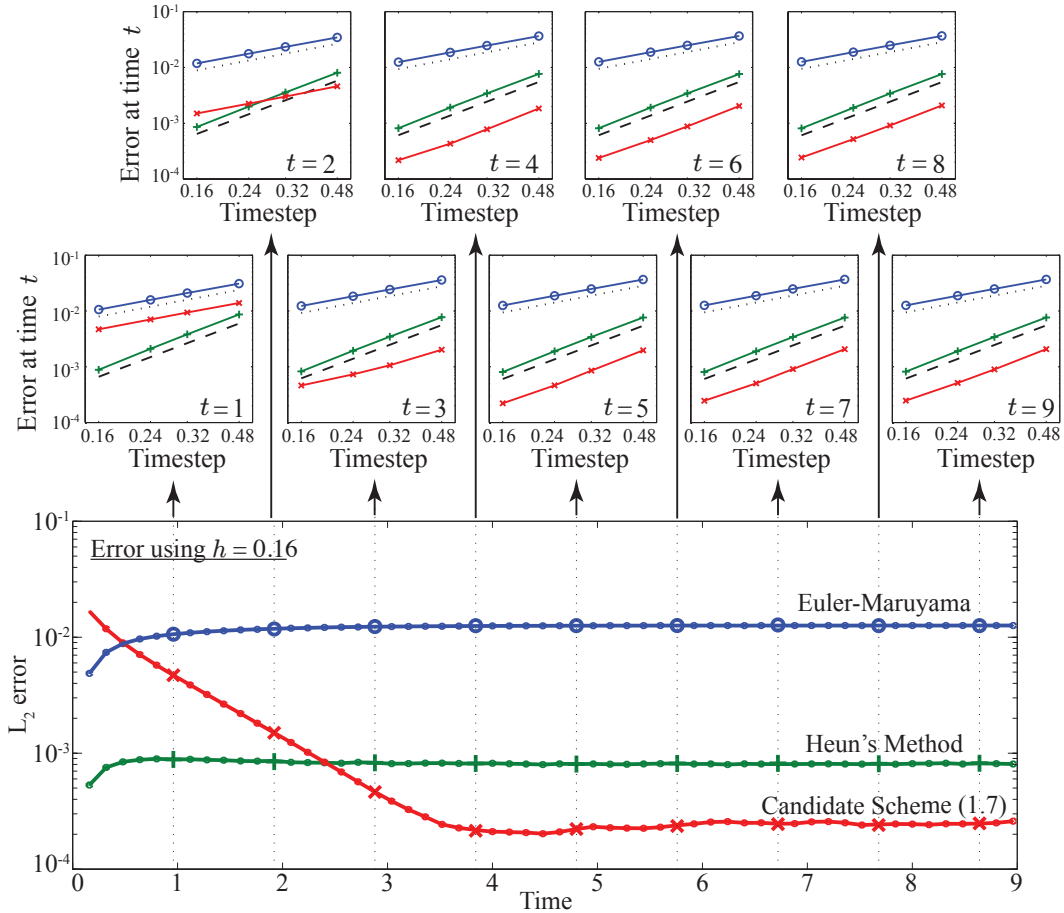 Error at time t
10⁻¹
10⁻²
10⁻³
10⁻⁴
t = 2
0.16 0.24 0.32 0.48
Timestep
t = 4
0.16 0.24 0.32 0.48
Timestep
t = 6
0.16 0.24 0.32 0.48
Timestep
t = 8
0.16 0.24 0.32 0.48
Timestep
Error at time t
10⁻¹
10⁻²
10⁻³
10⁻⁴
t = 1
0.16 0.24 0.32 0.48
Timestep
t = 3
0.16 0.24 0.32 0.48
Timestep
t = 5
0.16 0.24 0.32 0.48
Timestep
t = 7
0.16 0.24 0.32 0.48
Timestep
t = 9
0.16 0.24 0.32 0.48
Timestep
L₂ error
10⁻¹
10⁻²
10⁻³
10⁻⁴
Error using h = 0.16
Euler-Maruyama
Heun's Method
Candidate Scheme (1.7)
0 1 2 3 4 5 6 7 8 9
Time